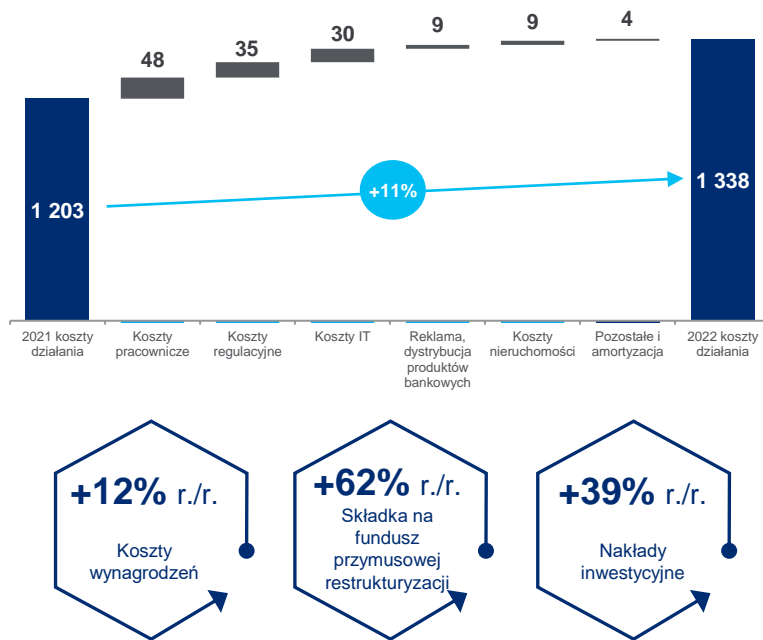 48
35
30
9
9
4
1 203
+11%
1 338
2021 koszty
działania
Koszty
pracownicze
Koszty
regulacyjne
Koszty IT
Reklama,
dystrybucja
produktów
bankowych
Koszty
nieruchomości
Pozostałe i
amortyzacja
2022 koszty
działania
+12% r./r.
Koszty
wynagrodzeń
+62% r./r.
Składka na
fundusz
przymusowej
restrukturyzacji
+39% r./r.
Nakłady
inwestycyjne